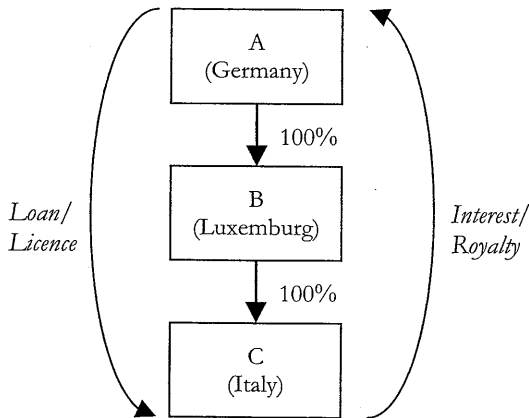 A
(Germany)
100%
B
(Luxemburg)
Loan/
Licence
Interest/
Royalty
100%
C
(Italy)